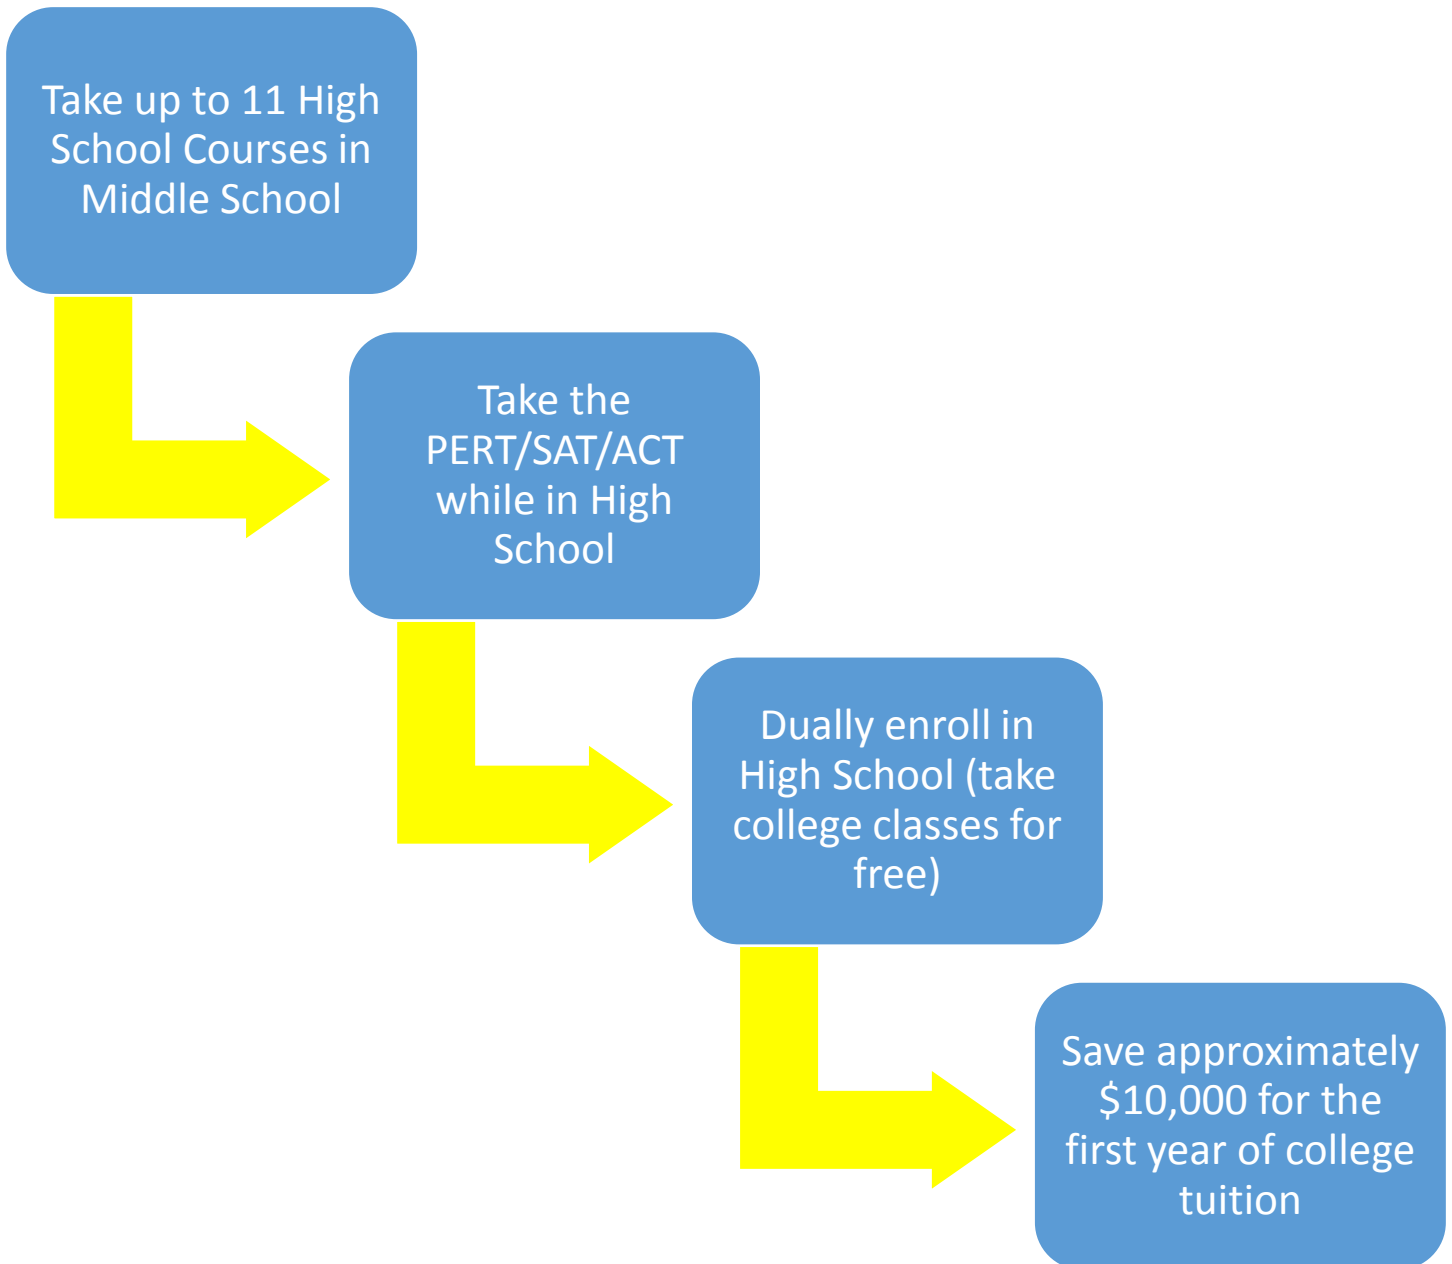 Take up to 11 High
School Courses in
Middle School
Take the
PERT/SAT/ACT
while in High
School
Dually enroll in
High School (take
college classes for
free)
Save approximately
$10,000 for the
first year of college
tuition